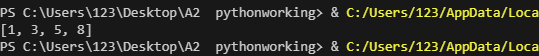 PS C:\Users\123\Desktop\A2  pythonworking> & C:/Users/123/AppData/Loca
[1, 3, 5, 8]
PS C:\Users\123\Desktop\A2  pythonworking> & C:/Users/123/AppData/Loca